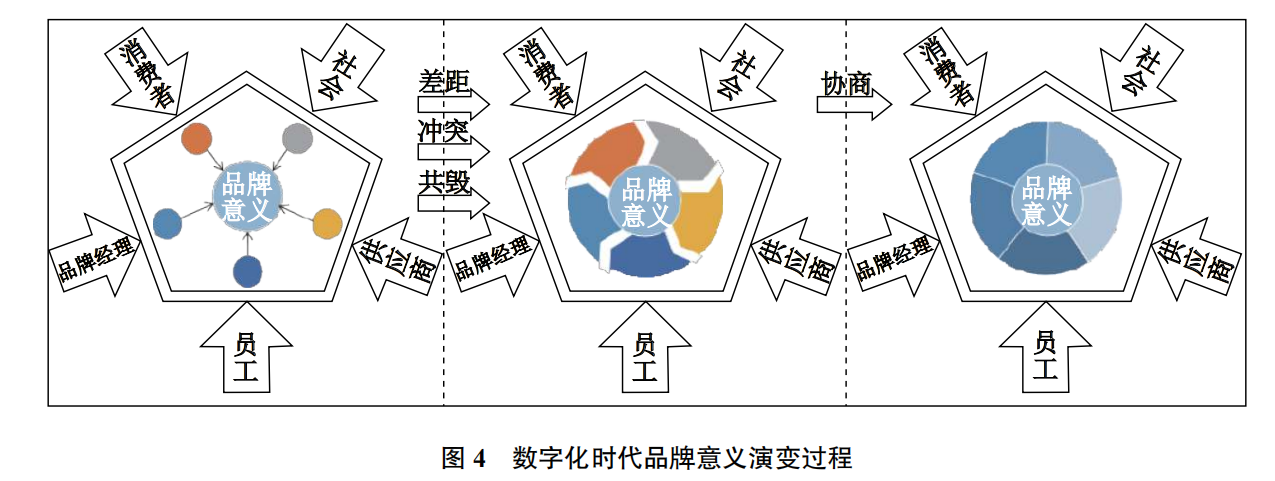 消费者
社会
品牌
意义
品牌经理
供应商
员工
差距
冲突
共毁
消费者
社会
品牌
意义
品牌经理
供应商
员工
协商
消费者
社会
品牌
意义
品牌经理
供应商
员工
图 4 数字化时代品牌意义演变过程